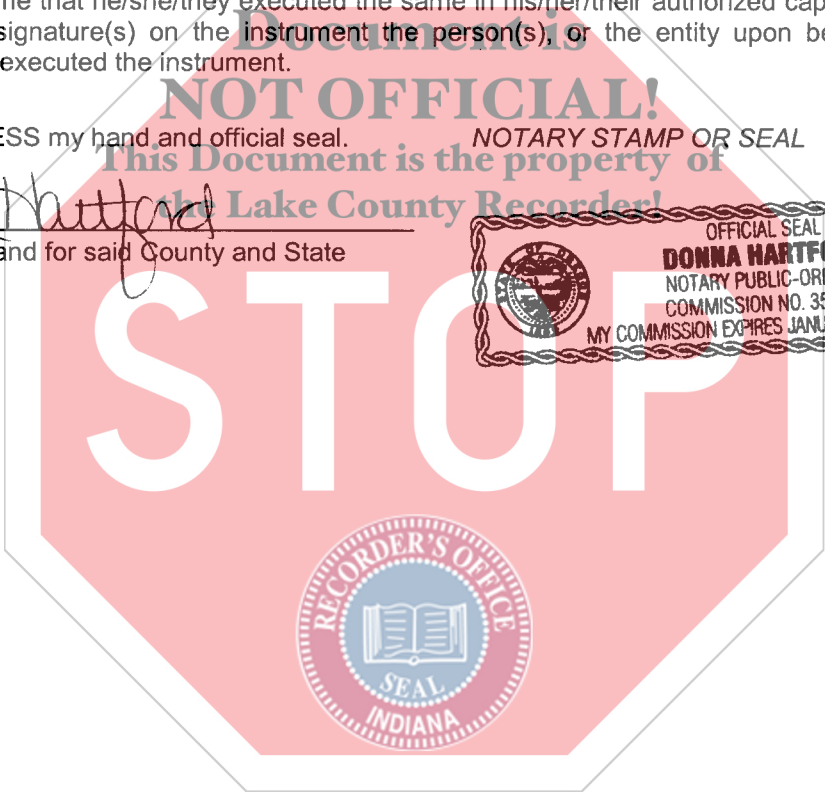 me that he/she/they executed the same in his/her/their authorized cap
signature(s) on the instrument the person(s), or the entity upon be
executed the instrument.
Document is
NOT OFFICIAL!
This Document is the property of
the Lake County Recorder!
ESS my hand and official seal.
NOTARY STAMP OR SEAL
Hartford
and for said County and State
OFFICIAL SEAL
DONNA HARTFO
NOTARY PUBLIC-OR
COMMISSION NO. 35
MY COMMISSION EXPIRES JANU
STOP
RECORDER'S OFFICE
SEAL
INDIANA